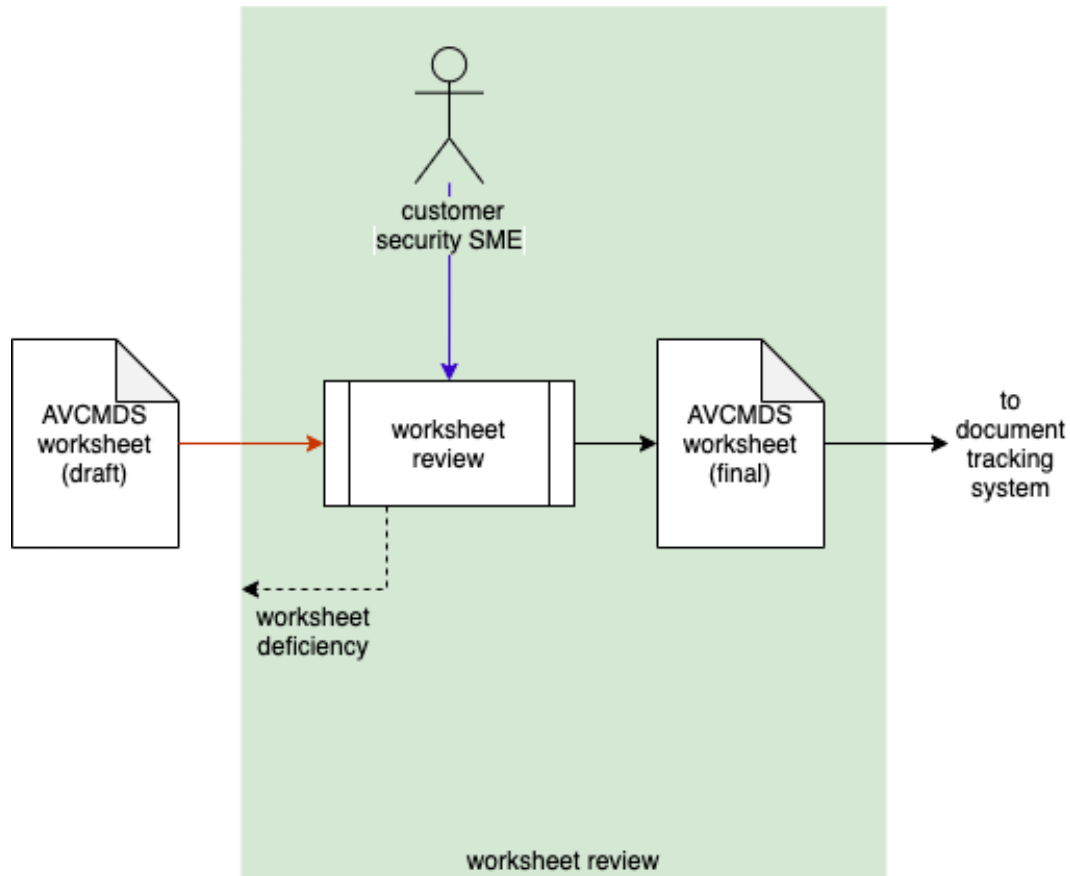 customer
security SME
AVCMDS
worksheet
(draft)
worksheet
review
AVCMDS
worksheet
(final)
to
document
tracking
system
worksheet
deficiency
worksheet review